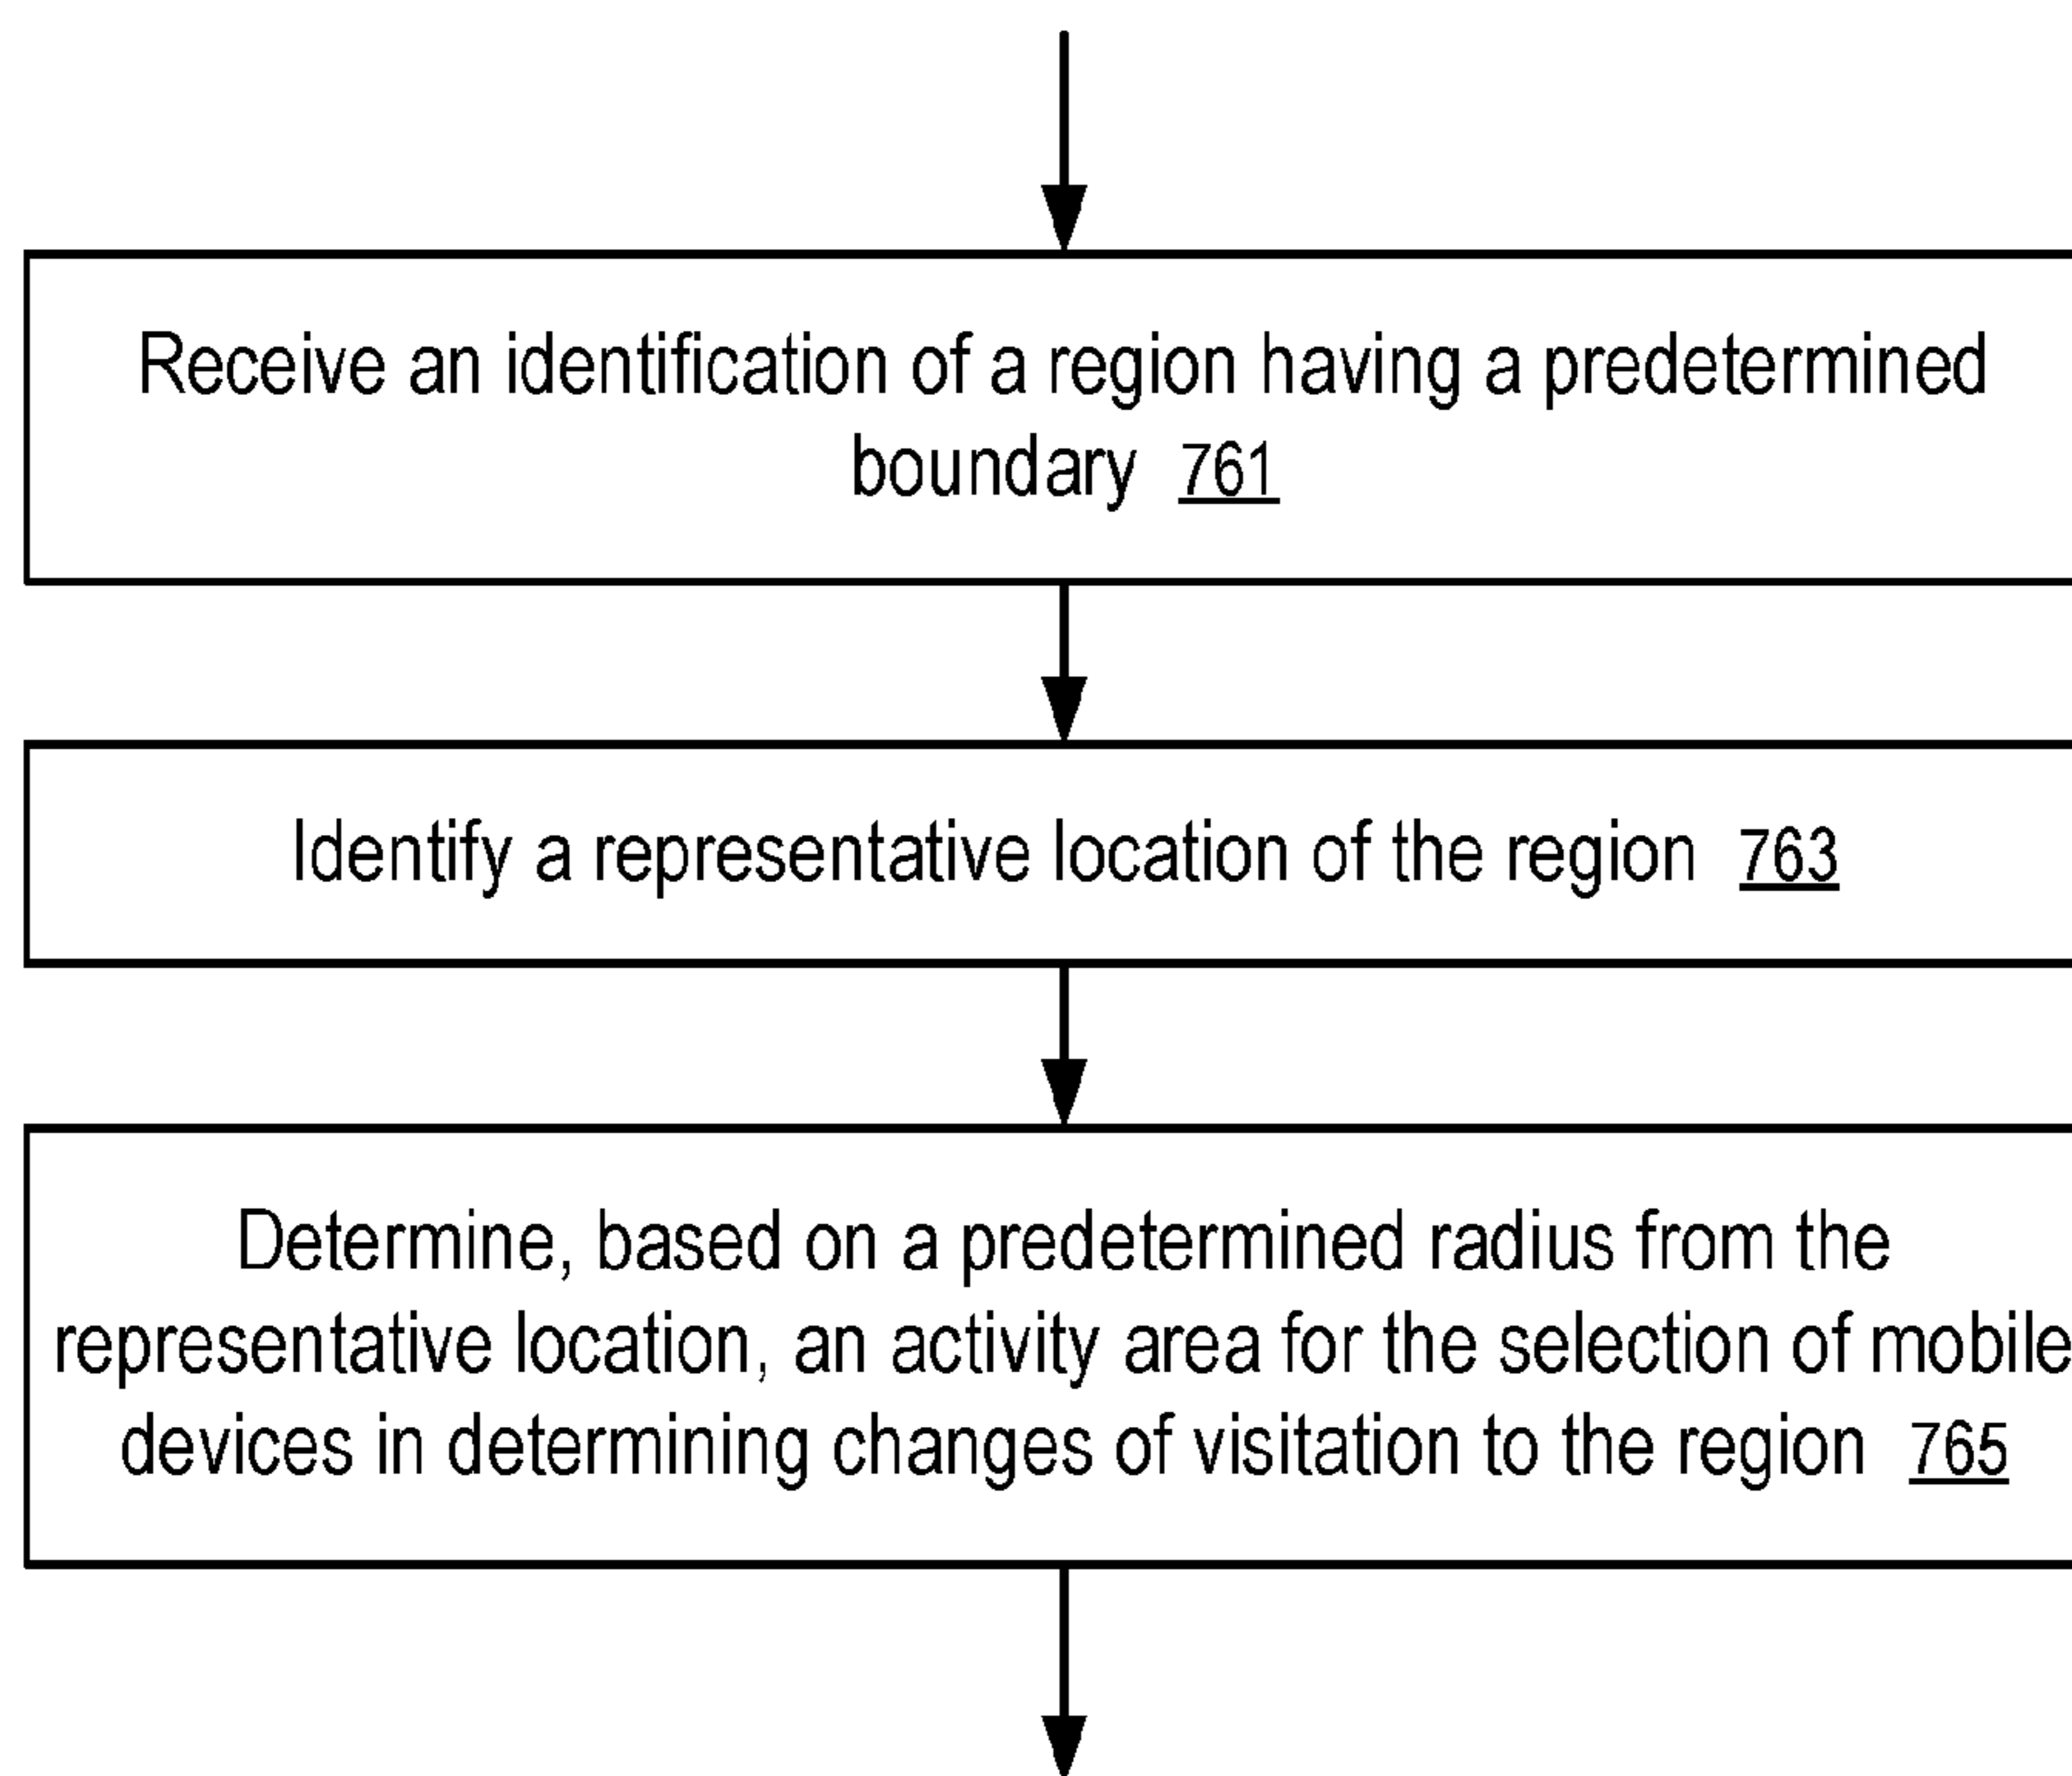 Receive an identification of a region having a predetermined
boundary 761
Identify a representative location of the region 763
Determine, based on a predetermined radius from the
representative location, an activity area for the selection of mobile
devices in determining changes of visitation to the region 765